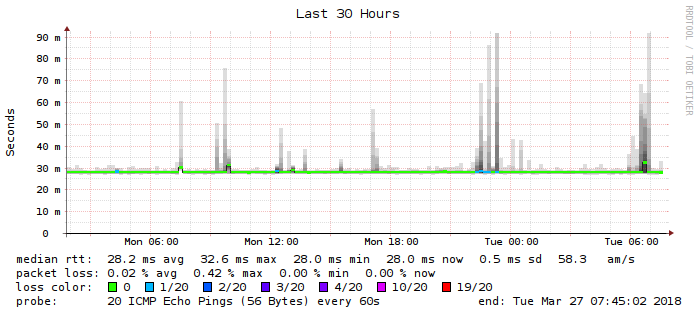 Last 30 Hours
RRDTOOL / TOBI OETIKER
Seconds
90 m
80 m
70 m
60 m
50 m
40 m
30 m
20 m
10 m
0
Mon 06:00 Mon 12:00 Mon 18:00 Tue 00:00 Tue 06:00
median rtt: 28.2 ms avg 32.6 ms max 28.0 ms min 28.0 ms now 0.5 ms sd 58.3 am/s
packet loss: 0.02 % avg 0.42 % max 0.00 % min 0.00 % now
loss color: 0 1/20 2/20 3/20 4/20 10/20 19/20
probe: 20 ICMP Echo Pings (56 Bytes) every 60s end: Tue Mar 27 07:45:02 2018